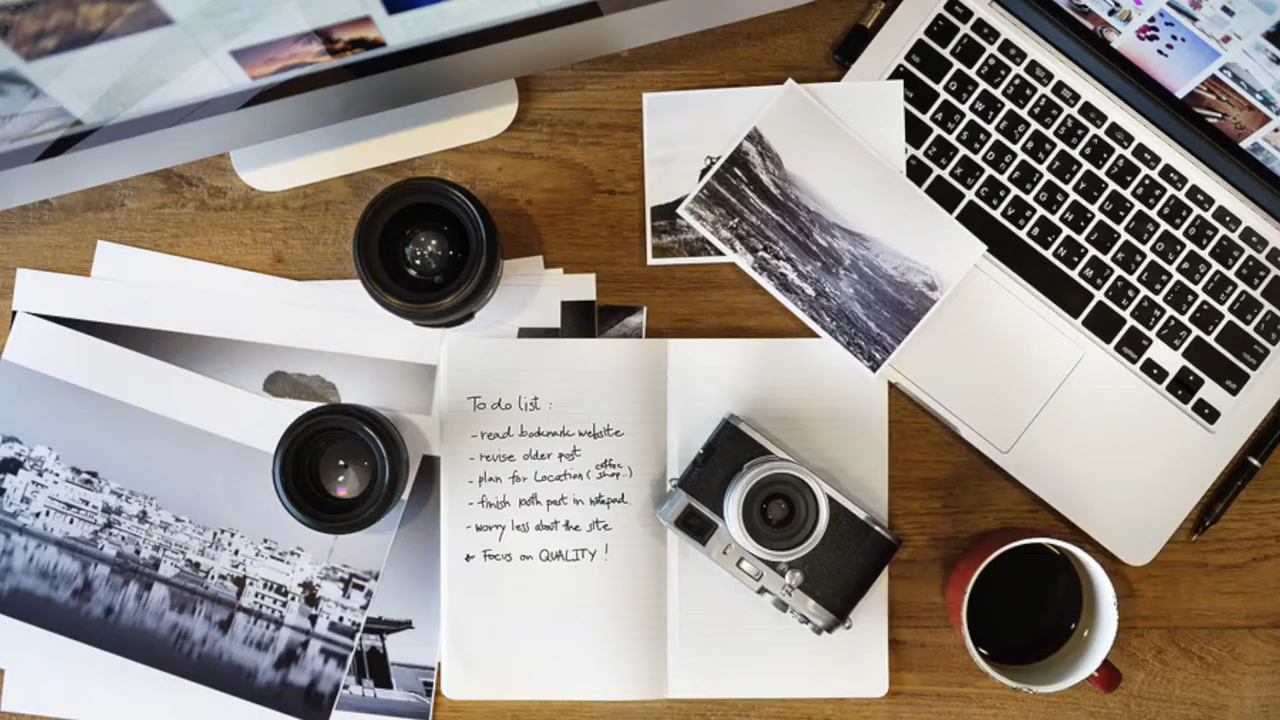 To do list :
- read bookmark website
- revise older post
- plan for Location ( coffee shop..)
- finish 100th post in notepad.
- worry less about the site
* Focus on QUALITY !